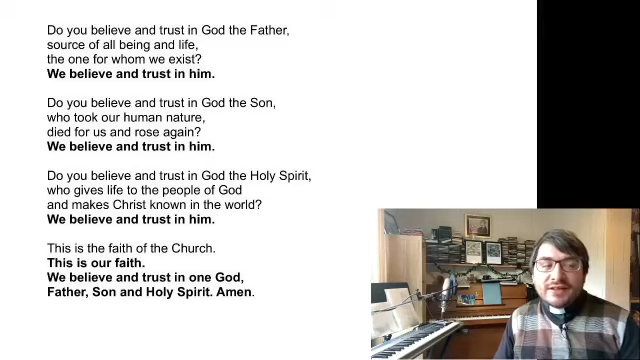 Do you believe and trust in God the Father,
source of all being and life,
the one for whom we exist?
We believe and trust in him.
Do you believe and trust in God the Son,
who took our human nature,
died for us and rose again?
We believe and trust in him.
Do you believe and trust in God the Holy Spirit,
who gives life to the people of God
and makes Christ known in the world?
We believe and trust in him.
This is the faith of the Church.
This is our faith.
We believe and trust in one God,
Father, Son and Holy Spirit. Amen.